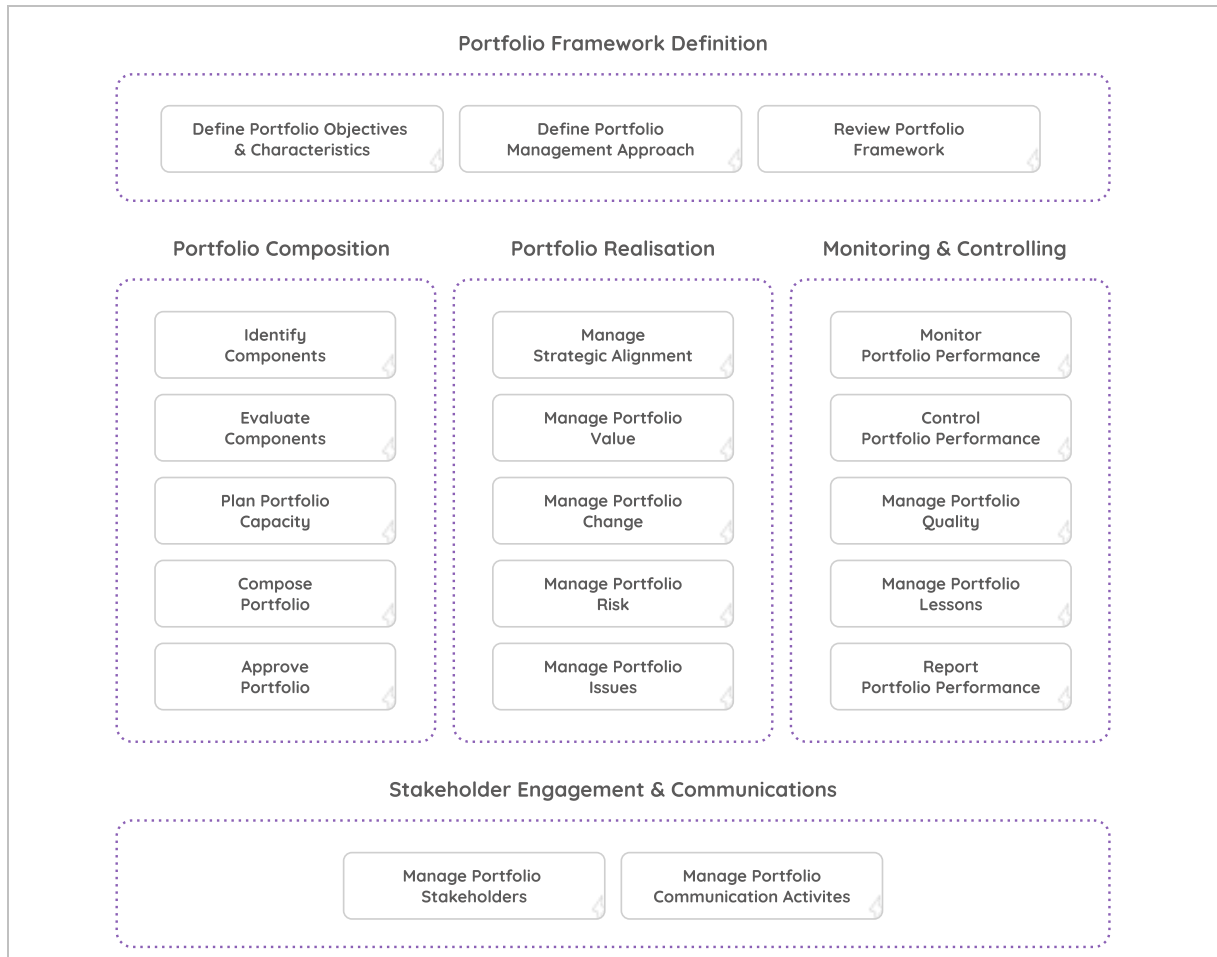 Portfolio Framework Definition
Define Portfolio Objectives
& Characteristics
Define Portfolio
Management Approach
Review Portfolio
Framework
Portfolio Composition
Identify
Components
Evaluate
Components
Plan Portfolio
Capacity
Compose
Portfolio
Approve
Portfolio
Portfolio Realisation
Manage
Strategic Alignment
Manage Portfolio
Value
Manage Portfolio
Change
Manage Portfolio
Risk
Manage Portfolio
Issues
Monitoring & Controlling
Monitor
Portfolio Performance
Control
Portfolio Performance
Manage Portfolio
Quality
Manage Portfolio
Lessons
Report
Portfolio Performance
Stakeholder Engagement & Communications
Manage Portfolio
Stakeholders
Manage Portfolio
Communication Activites